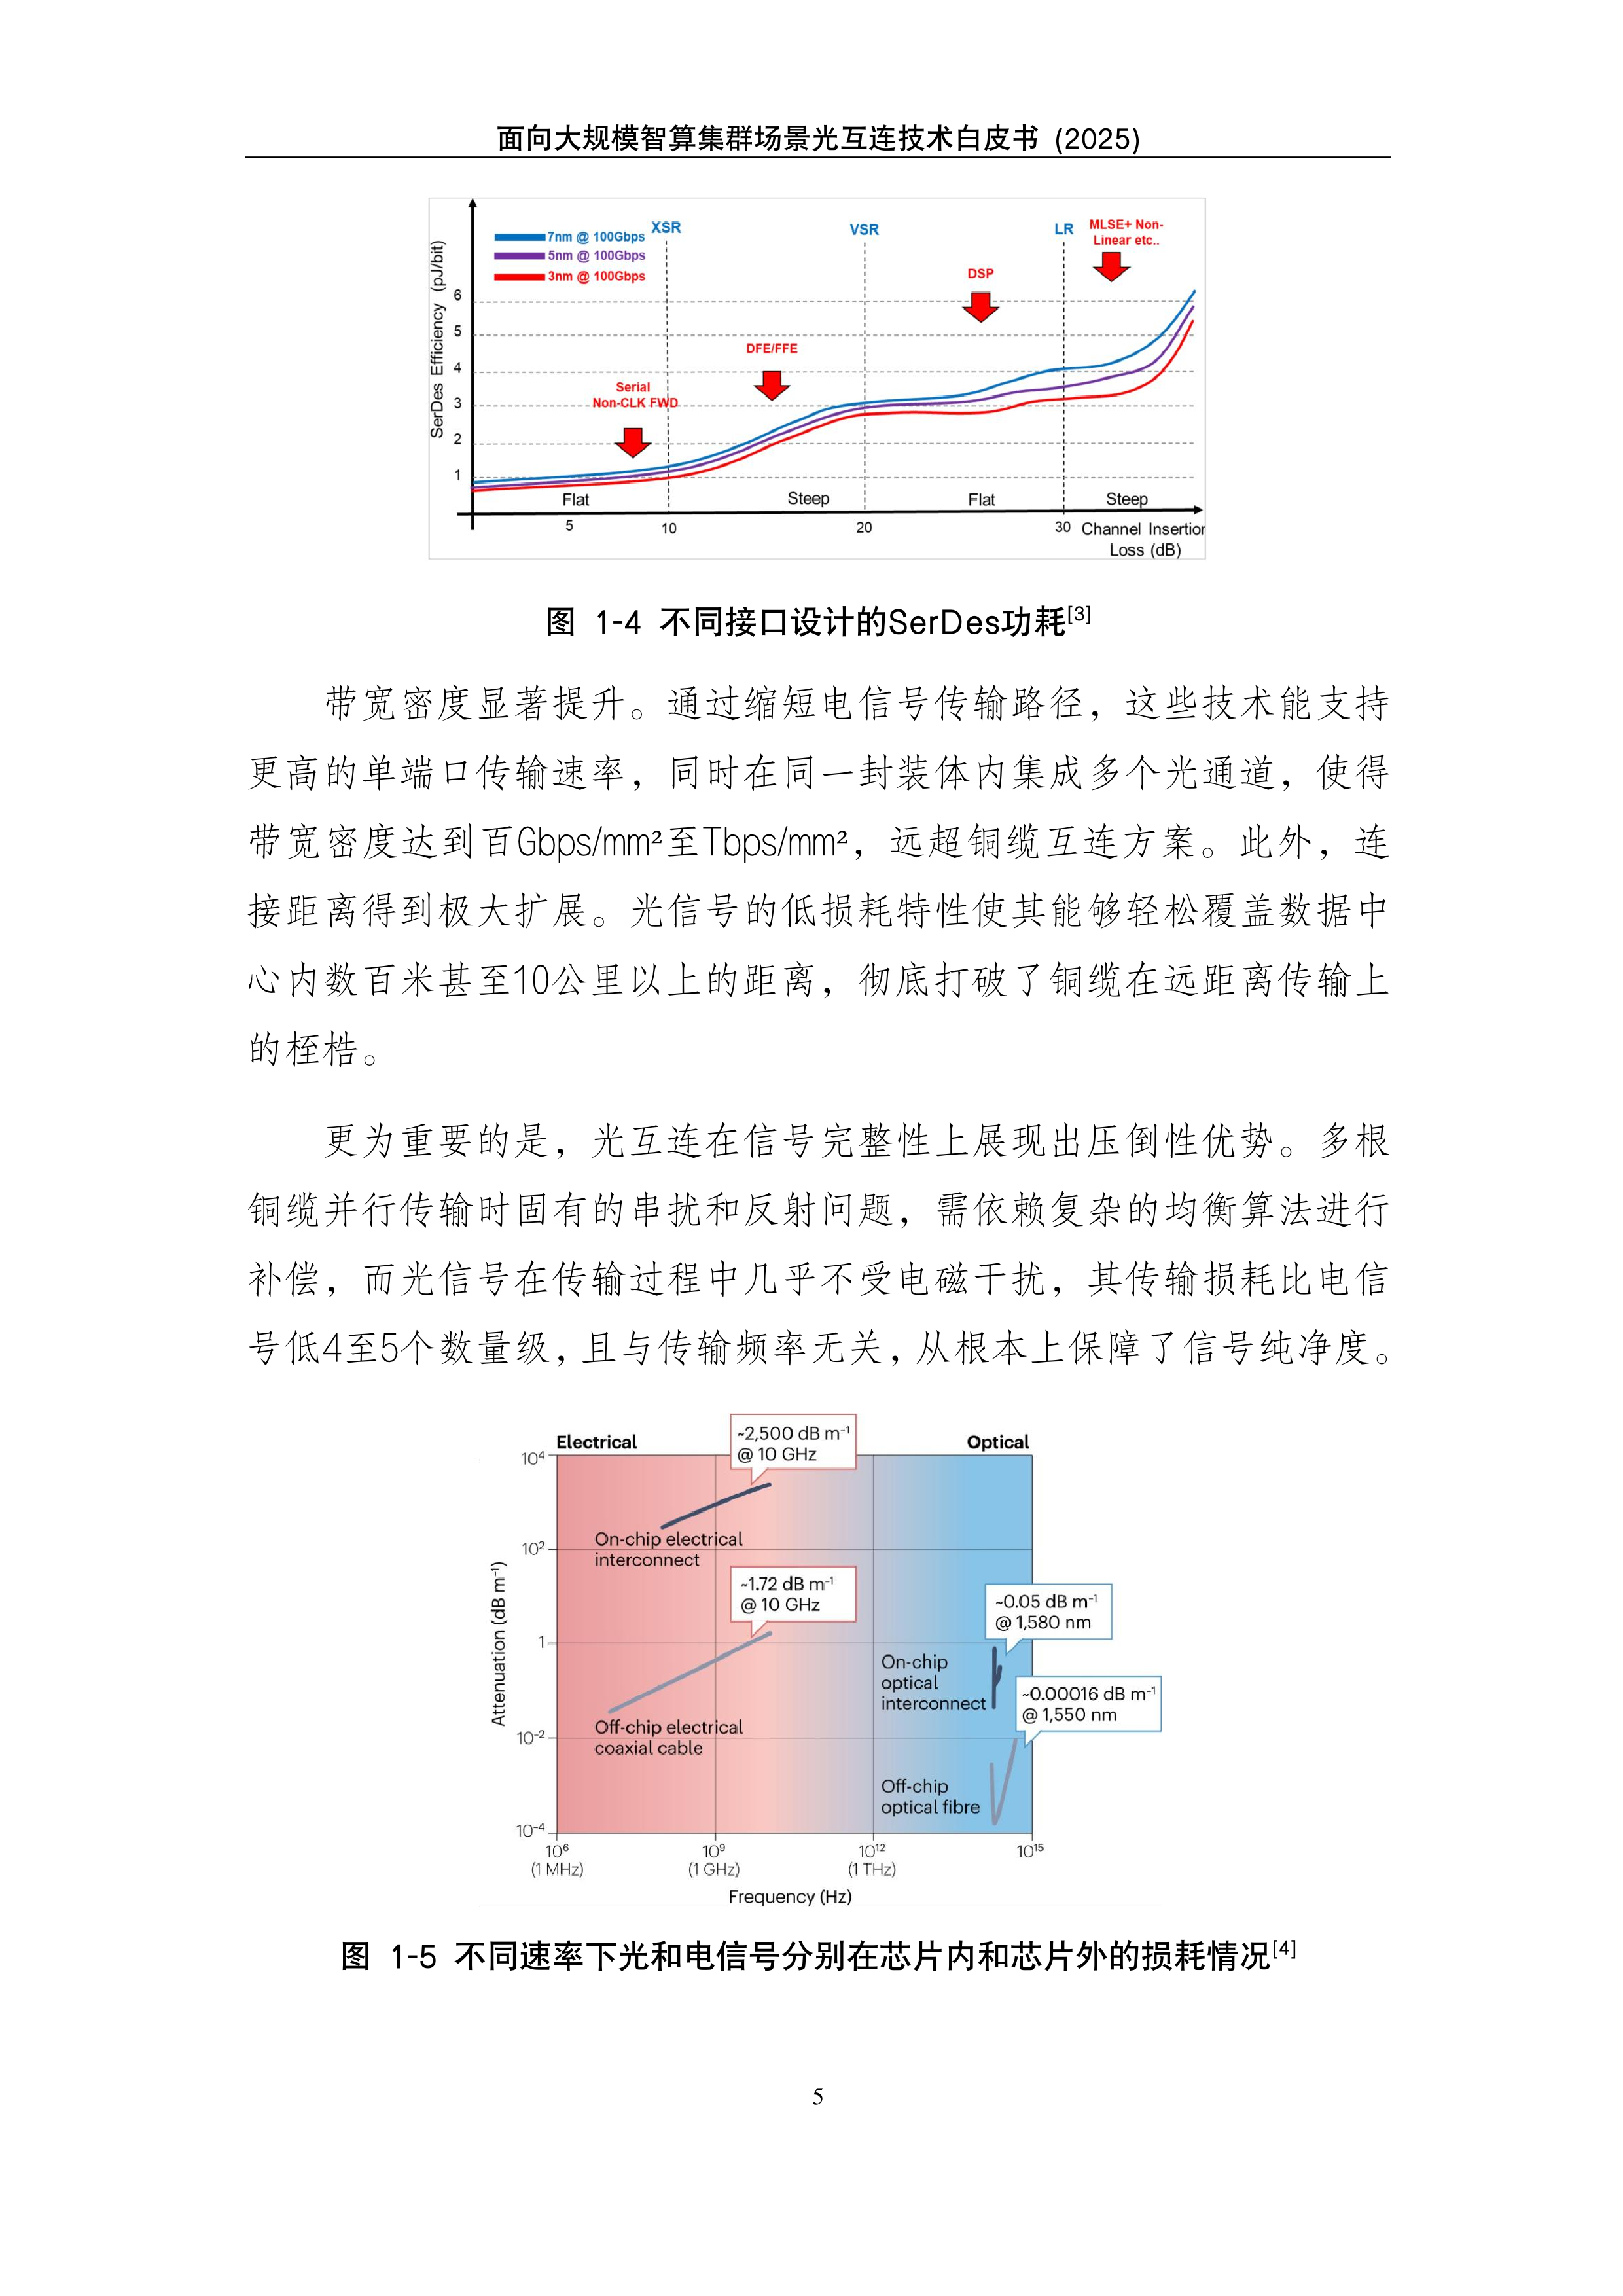 面向大规模智算集群场景光互连技术白皮书 (2025)
7nm @ 100Gbps
5nm @ 100Gbps
3nm @ 100Gbps
XSR
VSR
LR
MLSE+ Non-
Linear etc..
DSP
DFE/FFE
Serial
Non-CLK FWD
SerDes Efficiency (pJ/bit)
6
5
4
3
2
1
Flat
Steep
Flat
Steep
5
10
20
30
Channel Insertion
Loss (dB)
图 1-4 不同接口设计的SerDes功耗[3]
带宽密度显著提升。通过缩短电信号传输路径，这些技术能支持
更高的单端口传输速率，同时在同一封装体内集成多个光通道，使得
带宽密度达到百Gbps/mm²至Tbps/mm²，远超铜缆互连方案。此外，连
接距离得到极大扩展。光信号的低损耗特性使其能够轻松覆盖数据中
心内数百米甚至10公里以上的距离，彻底打破了铜缆在远距离传输上
的桎梏。
更为重要的是，光互连在信号完整性上展现出压倒性优势。多根
铜缆并行传输时固有的串扰和反射问题，需依赖复杂的均衡算法进行
补偿，而光信号在传输过程中几乎不受电磁干扰，其传输损耗比电信
号低4至5个数量级，且与传输频率无关，从根本上保障了信号纯净度。
Electrical
Optical
~2,500 dB m⁻¹
@ 10 GHz
On-chip electrical
interconnect
~1.72 dB m⁻¹
@ 10 GHz
Off-chip electrical
coaxial cable
~0.05 dB m⁻¹
@ 1,580 nm
On-chip
optical
interconnect
~0.00016 dB m⁻¹
@ 1,550 nm
Off-chip
optical fibre
Attenuation (dB m⁻¹)
10⁴
10²
1
10⁻²
10⁻⁴
10⁶
(1 MHz)
10⁹
(1 GHz)
10¹²
(1 THz)
10¹⁵
Frequency (Hz)
图 1-5 不同速率下光和电信号分别在芯片内和芯片外的损耗情况[4]
5